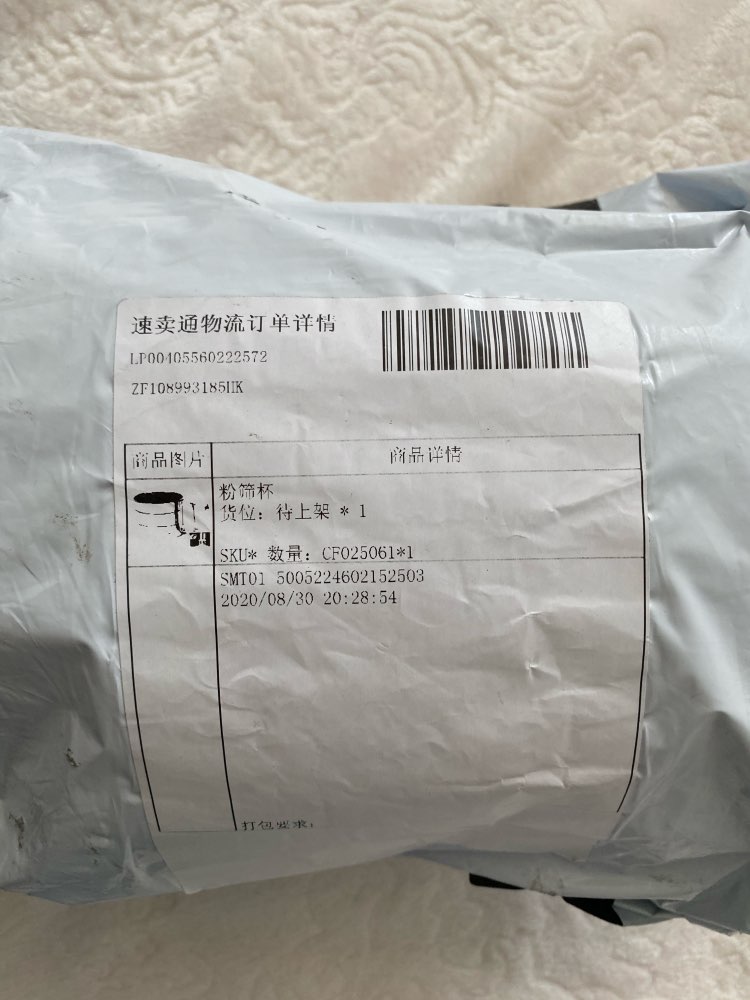 速卖通物流订单详情
LP00405560222572
ZF108993185HK
商品图片
商品详情
粉筛杯
货位：待上架 * 1
SKU* 数量：CF025061*1
SMT01 5005224602152503
2020/08/30 20:28:54
打包要求：